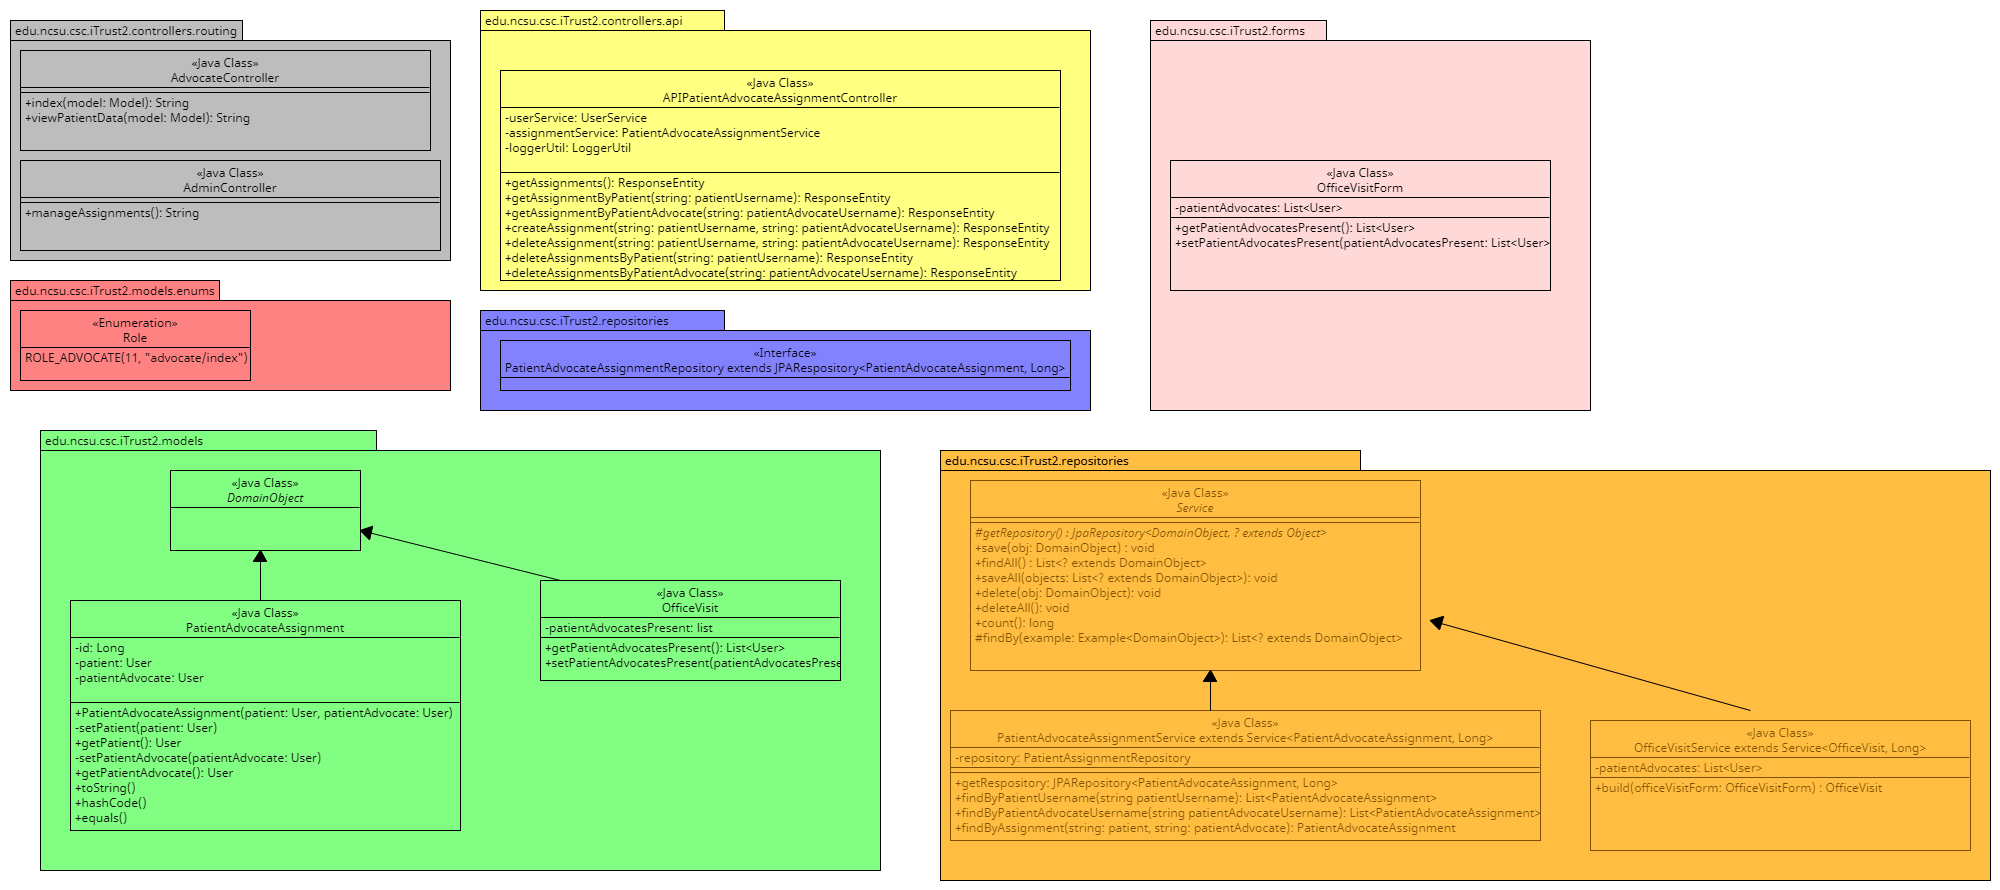 edu.ncsu.csc.iTrust2.controllers.routing
«Java Class»
AdvocateController
+index(model: Model): String
+viewPatientData(model: Model): String
«Java Class»
AdminController
+manageAssignments(): String
edu.ncsu.csc.iTrust2.controllers.api
«Java Class»
APIPatientAdvocateAssignmentController
-userService: UserService
-assignmentService: PatientAdvocateAssignmentService
-loggerUtil: LoggerUtil
+getAssignments(): ResponseEntity
+getAssignmentByPatient(string: patientUsername): ResponseEntity
+getAssignmentByPatientAdvocate(string: patientAdvocateUsername): ResponseEntity
+createAssignment(string: patientUsername, string: patientAdvocateUsername): ResponseEntity
+deleteAssignment(string: patientUsername, string: patientAdvocateUsername): ResponseEntity
+deleteAssignmentsByPatient(string: patientUsername): ResponseEntity
+deleteAssignmentsByPatientAdvocate(string: patientAdvocateUsername): ResponseEntity
edu.ncsu.csc.iTrust2.forms
«Java Class»
OfficeVisitForm
-patientAdvocates: List<User>
+getPatientAdvocatesPresent(): List<User>
+setPatientAdvocatesPresent(patientAdvocatesPresent: List<User>
edu.ncsu.csc.iTrust2.models.enums
«Enumeration»
Role
ROLE_ADVOCATE(11, "advocate/index")
edu.ncsu.csc.iTrust2.repositories
«Interface»
PatientAdvocateAssignmentRepository extends JPARespository<PatientAdvocateAssignment, Long>
edu.ncsu.csc.iTrust2.models
«Java Class»
DomainObject
«Java Class»
PatientAdvocateAssignment
-id: Long
-patient: User
-patientAdvocate: User
+PatientAdvocateAssignment(patient: User, patientAdvocate: User)
-setPatient(patient: User)
+getPatient(): User
-setPatientAdvocate(patientAdvocate: User)
+getPatientAdvocate(): User
+toString()
+hashCode()
+equals()
«Java Class»
OfficeVisit
-patientAdvocatesPresent: list
+getPatientAdvocatesPresent(): List<User>
+setPatientAdvocatesPresent(patientAdvocatesPrese
edu.ncsu.csc.iTrust2.repositories
«Java Class»
Service
#getRepository() : JpaRepository<DomainObject, ? extends Object>
+save(obj: DomainObject) : void
+findAll() : List<? extends DomainObject>
+saveAll(objects: List<? extends DomainObject>): void
+delete(obj: DomainObject): void
+deleteAll(): void
+count(): long
#findBy(example: Example<DomainObject>): List<? extends DomainObject>
«Java Class»
PatientAdvocateAssignmentService extends Service<PatientAdvocateAssignment, Long>
-repository: PatientAssignmentRepository
+getRespository: JPARepository<PatientAdvocateAssignment, Long>
+findByPatientUsername(string patientUsername): List<PatientAdvocateAssignment>
+findByPatientAdvocateUsername(string patientAdvocateUsername): List<PatientAdvocateAssignment>
+findByAssignment(string: patient, string: patientAdvocate): PatientAdvocateAssignment
«Java Class»
OfficeVisitService extends Service<OfficeVisit, Long>
-patientAdvocates: List<User>
+build(officeVisitForm: OfficeVisitForm) : OfficeVisit